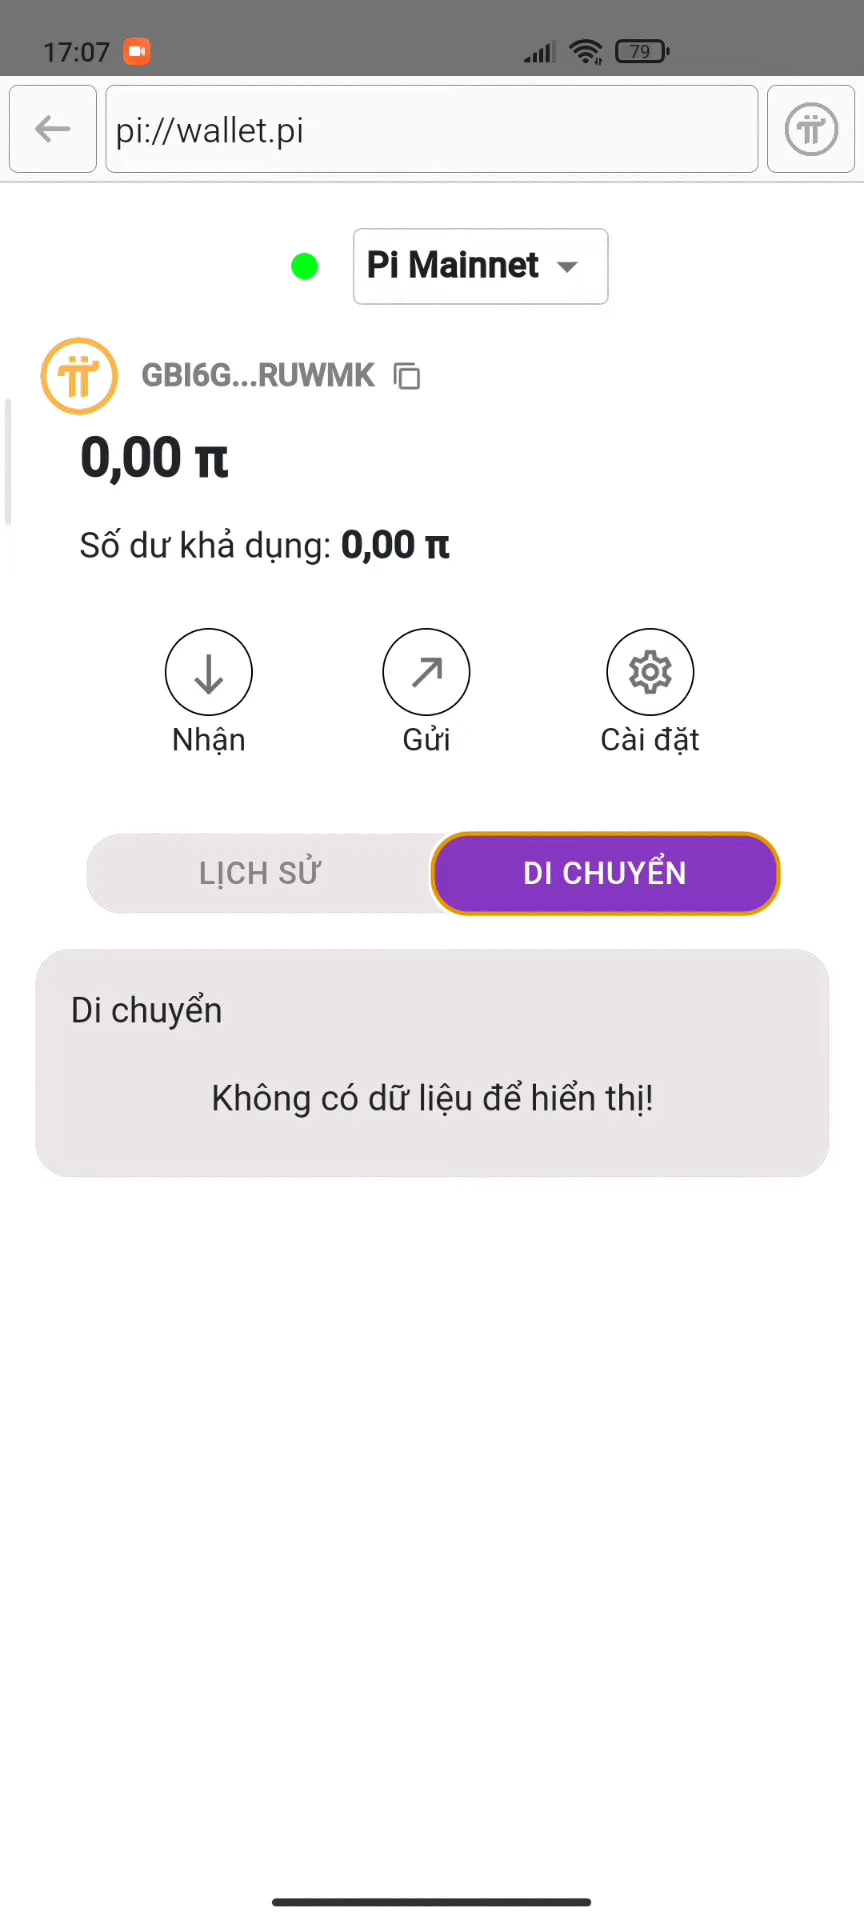 17:07
79
pi://wallet.pi
Pi Mainnet
GBI6G...RUWMK
0,00 π
Số dư khả dụng: 0,00 π
Nhận
Gửi
Cài đặt
LỊCH SỬ
DI CHUYỂN
Di chuyển
Không có dữ liệu để hiển thị!